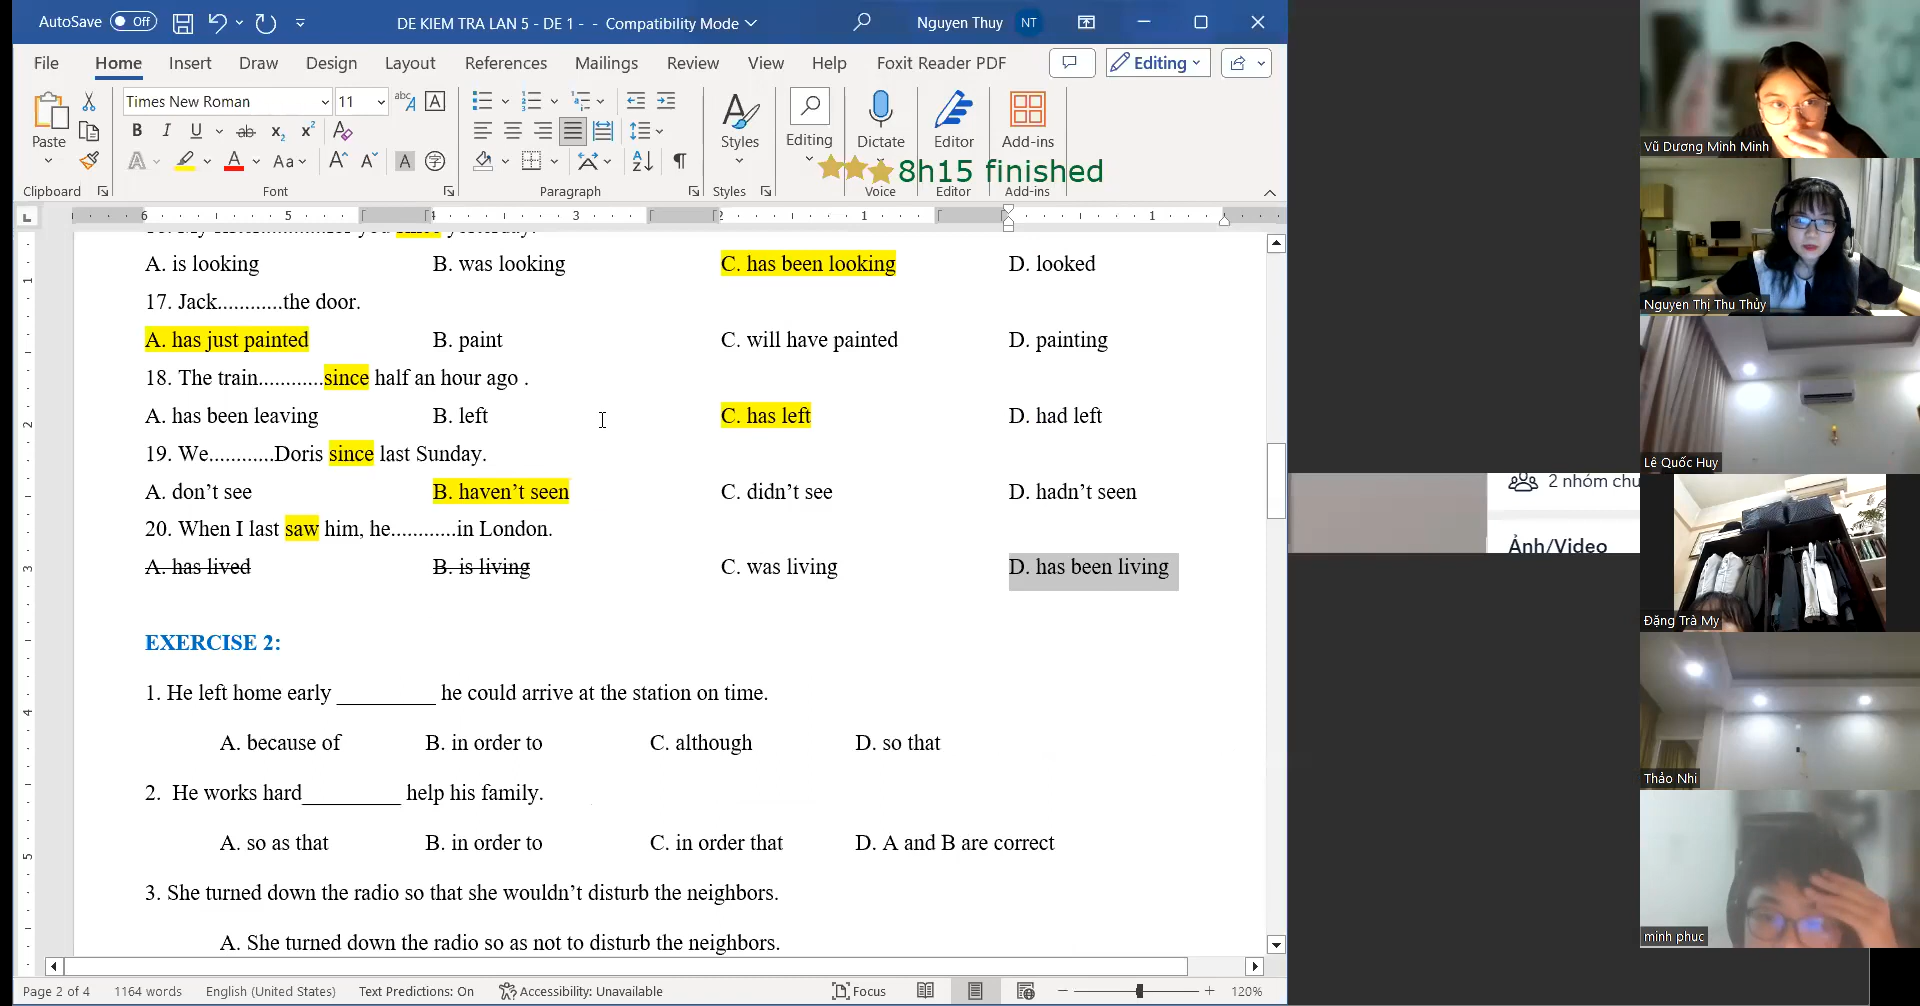 AutoSave Off DE KIEM TRA LAN 5 - DE 1 - - Compatibility Mode Nguyen Thuy NT
File Home Insert Draw Design Layout References Mailings Review View Help Foxit Reader PDF Editing
Paste Times New Roman 11 Styles Editing Dictate Editor Add-ins
8h15 finished
Clipboard Font Paragraph Styles Voice Editor Add-ins
A. is looking B. was looking C. has been looking D. looked
17. Jack............the door.
A. has just painted B. paint C. will have painted D. painting
18. The train............since half an hour ago .
A. has been leaving B. left C. has left D. had left
19. We............Doris since last Sunday.
A. don't see B. haven't seen C. didn't see D. hadn't seen
20. When I last saw him, he............in London.
A. has lived B. is living C. was living D. has been living
EXERCISE 2:
1. He left home early _________ he could arrive at the station on time.
A. because of B. in order to C. although D. so that
2. He works hard_________ help his family.
A. so as that B. in order to C. in order that D. A and B are correct
3. She turned down the radio so that she wouldn't disturb the neighbors.
A. She turned down the radio so as not to disturb the neighbors.
Page 2 of 4 1164 words English (United States) Text Predictions: On Accessibility: Unavailable Focus 120%
2 nhóm chu
Ảnh/Video
Vũ Dương Minh Minh
Nguyen Thị Thu Thủy
Lê Quốc Huy
Đặng Trà My
Thảo Nhi
minh phuc